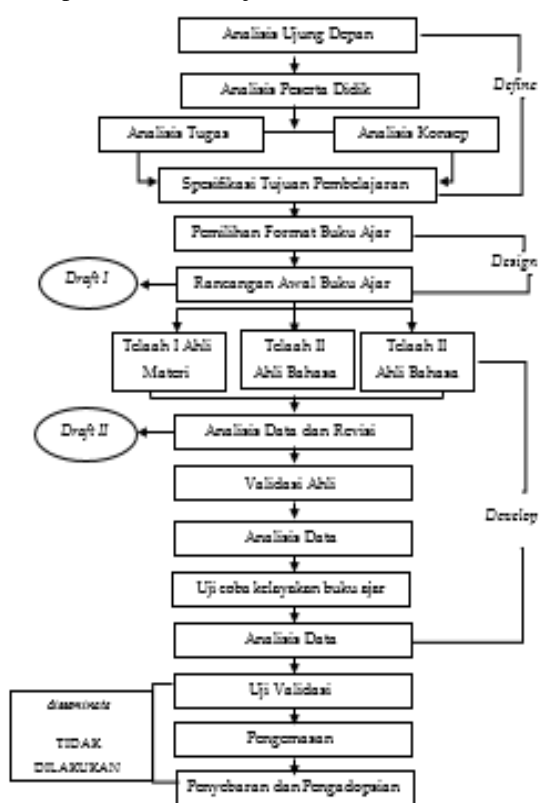 Analisis Ujung Depan
Define
Analisis Peserta Didik
Analisis Tugas
Analisis Konsep
Spesifikasi Tujuan Pembelajaran
Pemilihan Format Buku Ajar
Design
Draft I
Rancangan Awal Buku Ajar
Telaah I Ahli
Materi
Telaah II
Ahli Bahasa
Telaah II
Ahli Bahasa
Draft II
Analisis Data dan Revisi
Validasi Ahli
Develop
Analisis Data
Uji coba kelayakan buku ajar
Analisis Data
Uji Validasi
disseminate
TIDAK
DILAKUKAN
Pengemasan
Penyebaran dan Pengadopsian